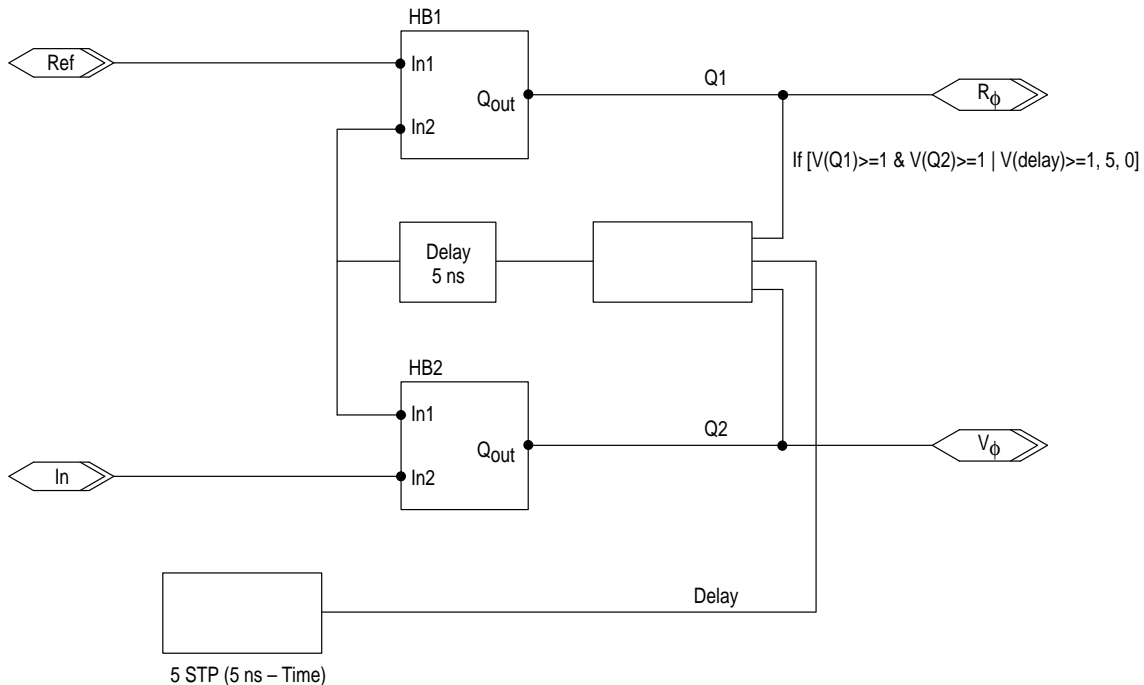 HB1
Ref
In1
Q1
Rϕ
Qout
In2
If [V(Q1)>=1 & V(Q2)>=1 | V(delay)>=1, 5, 0]
Delay
5 ns
HB2
In1
Q2
Qout
Vϕ
In
In2
Delay
5 STP (5 ns – Time)